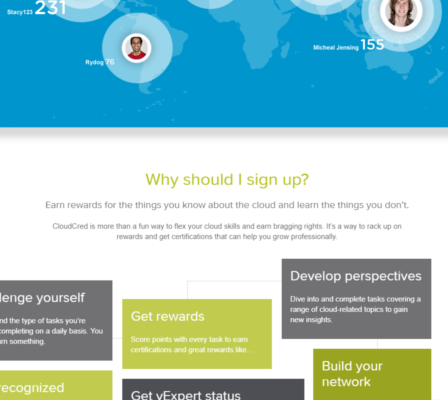 Stacy123 231
Micheal Jensing 155
Rydog 76
Why should I sign up?
Earn rewards for the things you know about the cloud and learn the things you don't.
CloudCred is more than a fun way to flex your cloud skills and earn bragging rights. It's a way to rack up on
rewards and get certifications that can help you grow professionally.
lenge yourself
nd the type of tasks you're
completing on a daily basis. You
rn something.
Get rewards
Score points with every task to earn
certifications and great rewards like...
Develop perspectives
Dive into and complete tasks covering a
range of cloud-related topics to gain
new insights.
ecognized
Get vExpert status
Build your
network